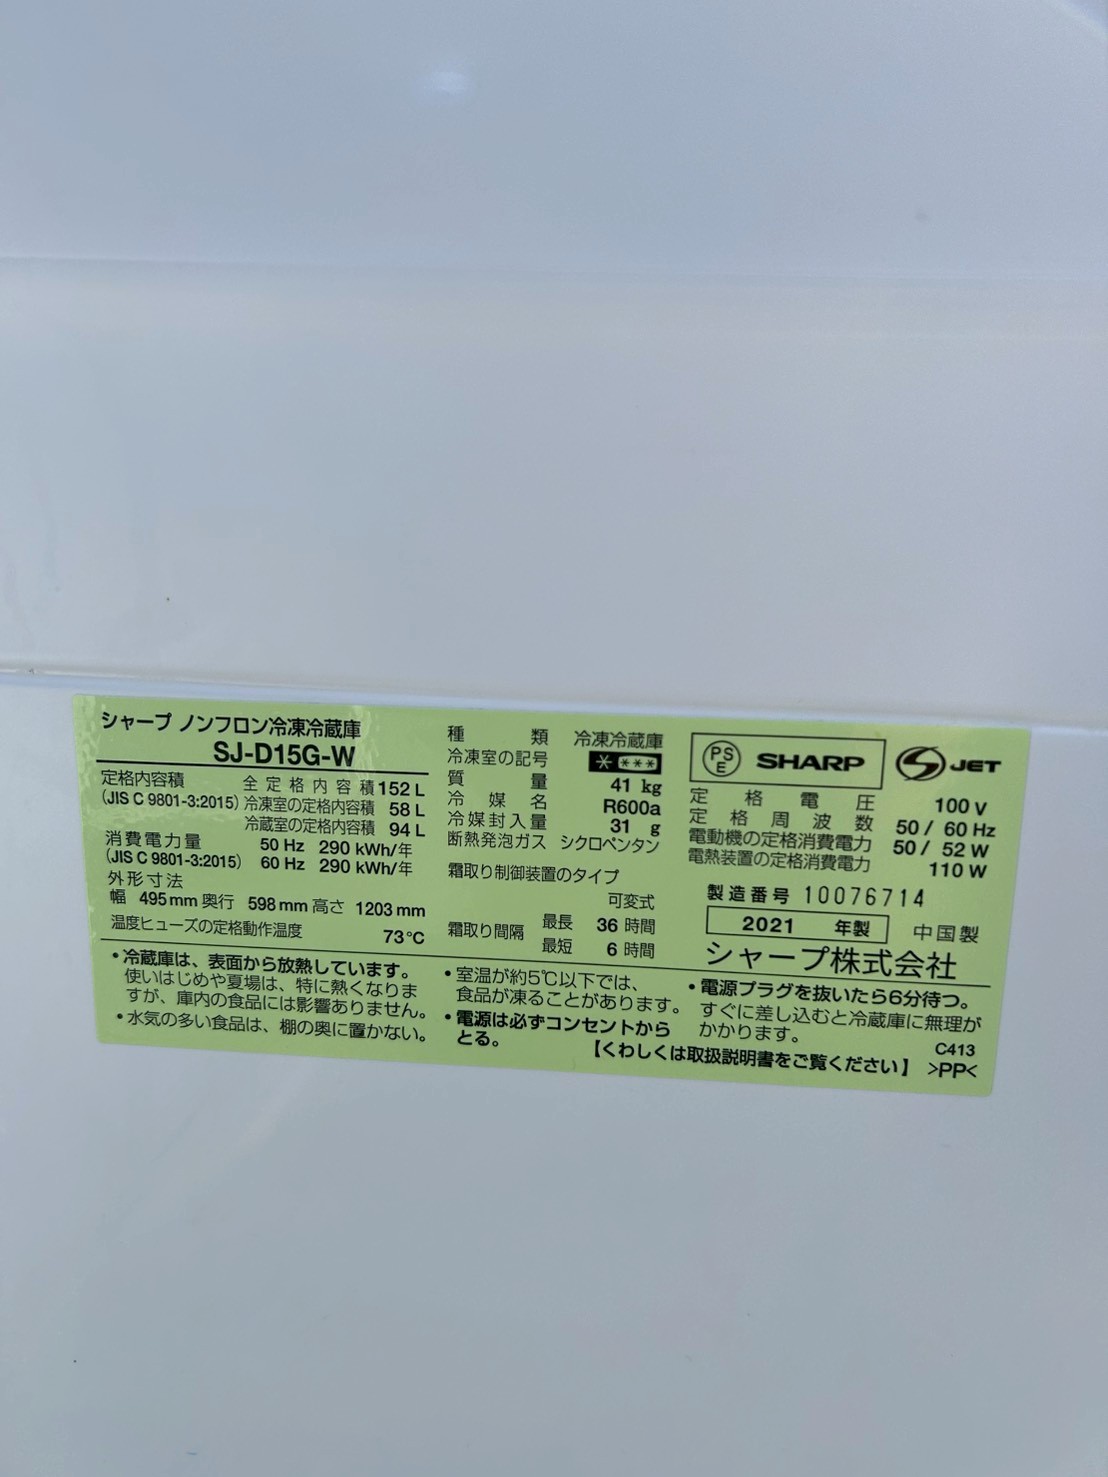 シャープ ノンフロン冷凍冷蔵庫
SJ-D15G-W
定格内容積 全定格内容積 152 L
(JIS C 9801-3:2015) 冷凍室の定格内容積 58 L
冷蔵室の定格内容積 94 L
消費電力量 50 Hz 290 kWh/年
(JIS C 9801-3:2015) 60 Hz 290 kWh/年
外形寸法
幅 495 mm 奥行 598 mm 高さ 1203 mm
温度ヒューズの定格動作温度 73℃
種類 冷凍冷蔵庫
冷凍室の記号 * ***
質量 41 kg
冷媒名 R600a
冷媒封入量 31 g
断熱発泡ガス シクロペンタン
霜取り制御装置のタイプ
可変式
霜取り間隔 最長 36 時間
最短 6 時間
PSE SHARP S JET
定格電圧 100 V
定格周波数 50 / 60 Hz
電動機の定格消費電力 50 / 52 W
電熱装置の定格消費電力 110 W
製造番号 10076714
2021 年製 中国製
シャープ株式会社
・冷蔵庫は、表面から放熱しています。
使いはじめや夏場は、特に熱くなりま
すが、庫内の食品には影響ありません。
・水気の多い食品は、棚の奥に置かない。
・室温が約5℃以下では、
食品が凍ることがあります。
・電源は必ずコンセントから
とる。
・電源プラグを抜いたら6分待つ。
すぐに差し込むと冷蔵庫に無理が
かかります。
【くわしくは取扱説明書をご覧ください】
C413
>PP<